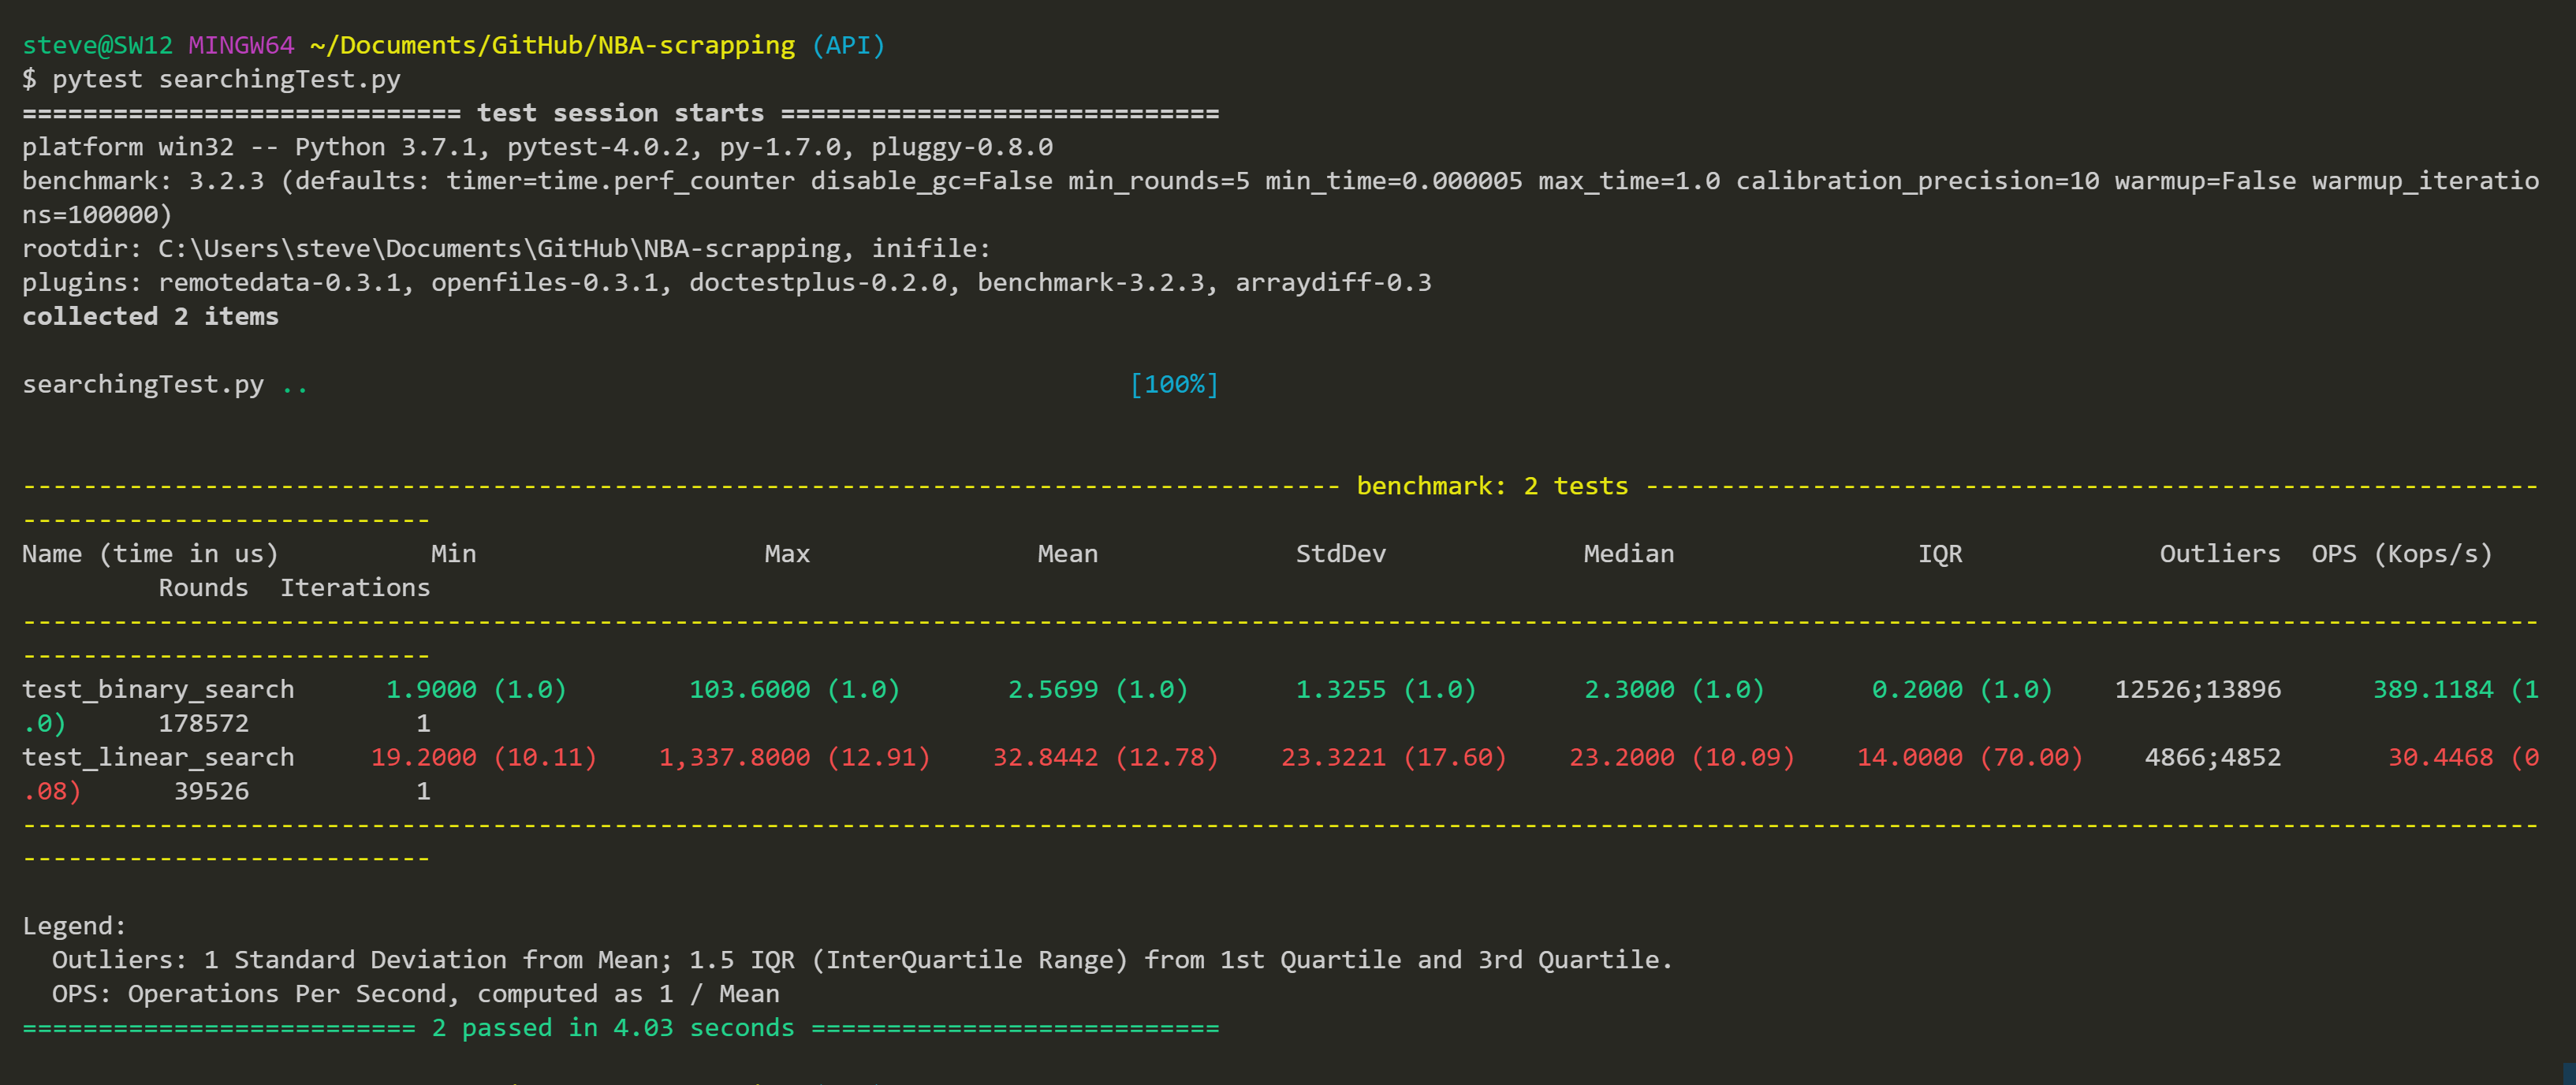 steve@SW12 MINGW64 ~/Documents/GitHub/NBA-scrapping (API)
$ pytest searchingTest.py
============================= test session starts =============================
platform win32 -- Python 3.7.1, pytest-4.0.2, py-1.7.0, pluggy-0.8.0
benchmark: 3.2.3 (defaults: timer=time.perf_counter disable_gc=False min_rounds=5 min_time=0.000005 max_time=1.0 calibration_precision=10 warmup=False warmup_iteratio
ns=100000)
rootdir: C:\Users\steve\Documents\GitHub\NBA-scrapping, inifile:
plugins: remotedata-0.3.1, openfiles-0.3.1, doctestplus-0.2.0, benchmark-3.2.3, arraydiff-0.3
collected 2 items
searchingTest.py .. [100%]
--------------------------------------------------------------------------------------- benchmark: 2 tests -----------------------------------------------------------
---------------------------
Name (time in us) Min Max Mean StdDev Median IQR Outliers OPS (Kops/s)
Rounds Iterations
----------------------------------------------------------------------------------------------------------------------------------------------------------------------
---------------------------
test_binary_search 1.9000 (1.0) 103.6000 (1.0) 2.5699 (1.0) 1.3255 (1.0) 2.3000 (1.0) 0.2000 (1.0) 12526;13896 389.1184 (1
.0) 178572 1
test_linear_search 19.2000 (10.11) 1,337.8000 (12.91) 32.8442 (12.78) 23.3221 (17.60) 23.2000 (10.09) 14.0000 (70.00) 4866;4852 30.4468 (0
.08) 39526 1
----------------------------------------------------------------------------------------------------------------------------------------------------------------------
---------------------------
Legend:
Outliers: 1 Standard Deviation from Mean; 1.5 IQR (InterQuartile Range) from 1st Quartile and 3rd Quartile.
OPS: Operations Per Second, computed as 1 / Mean
========================== 2 passed in 4.03 seconds ===========================